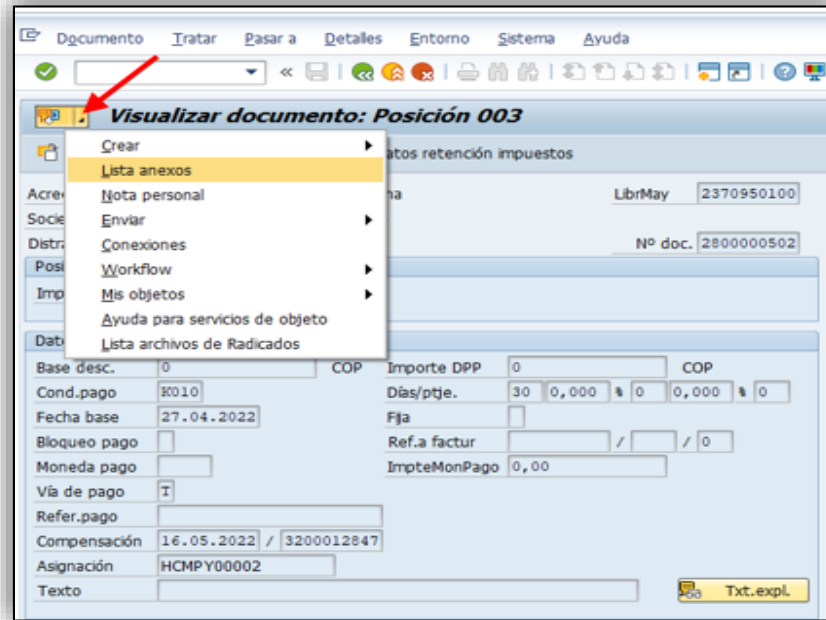 Documento Tratar Pasar a Detalles Entorno Sistema Ayuda
Visualizar documento: Posición 003
Crear
atos retención impuestos
Lista anexos
Acre
na
LibrMay 2370950100
Nota personal
Socie
Enviar
Distra
Conexiones
Nº doc. 2800000502
Posi
Workflow
Imp
Mis objetos
Ayuda para servicios de objeto
Dat
Lista archivos de Radicados
Base desc. 0 COP Importe DPP 0 COP
Cond.pago K010 Días/ptje. 30 0,000 % 0 0,000 % 0
Fecha base 27.04.2022 Fija
Bloqueo pago Ref.a factur / / 0
Moneda pago ImpteMonPago 0,00
Vía de pago T
Refer.pago
Compensación 16.05.2022 / 3200012847
Asignación HCMPY00002
Texto Txt.expl.